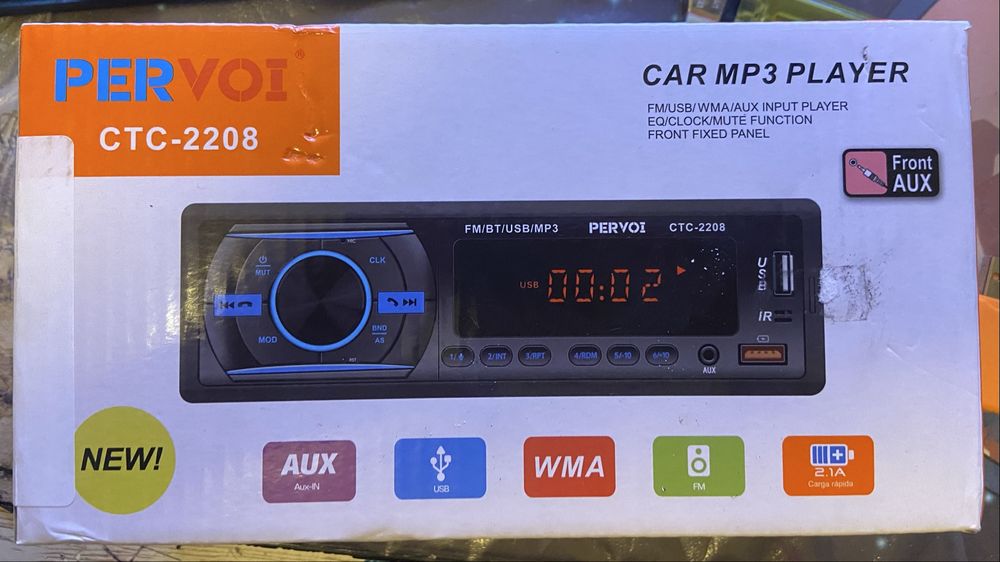 PERVOI®
CTC-2208
CAR MP3 PLAYER
FM/USB/WMA/AUX INPUT PLAYER
EQ/CLOCK/MUTE FUNCTION
FRONT FIXED PANEL
Front
AUX
FM/BT/USB/MP3 PERVOI CTC-2208
MUT
CLK
MOD
BND
AS
RST
USB 00:02
USB
iR
1/
2/INT
3/RPT
4/RDM
5/-10
6/+10
AUX
NEW!
AUX
Aux-IN
USB
WMA
FM
2.1A
Carga rápida